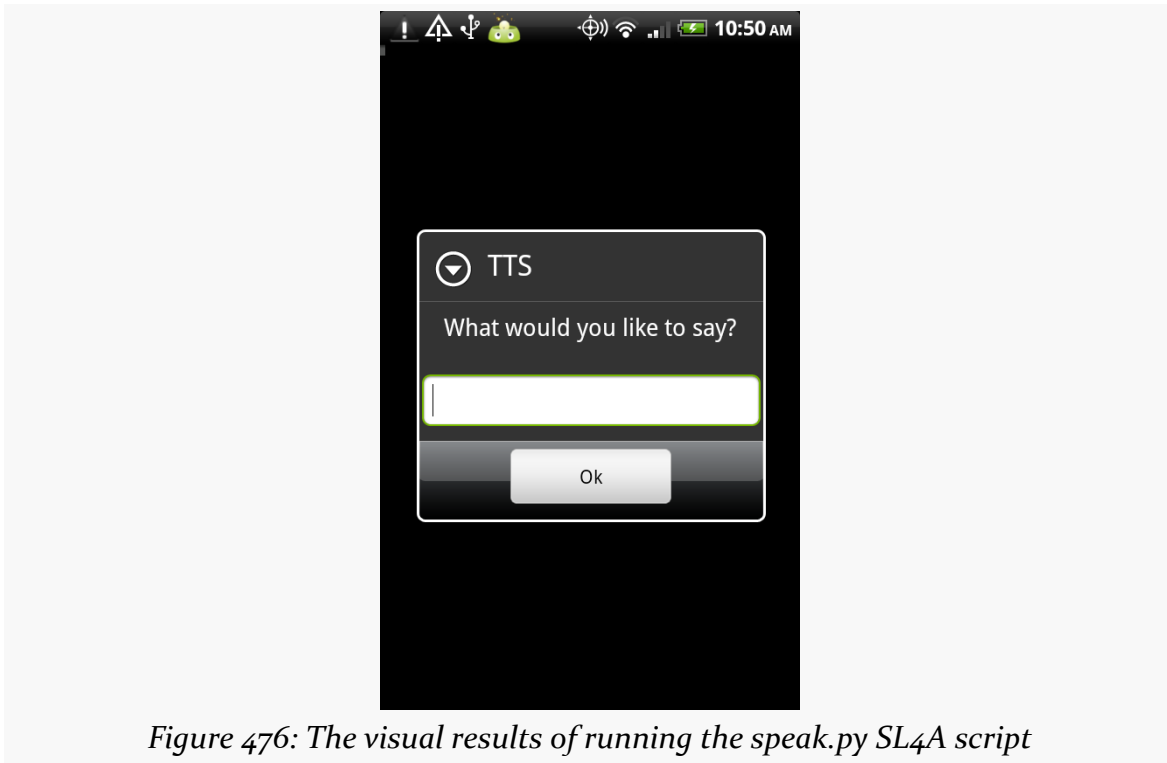 10:50 AM
TTS
What would you like to say?
Ok
Figure 476: The visual results of running the speak.py SL4A script